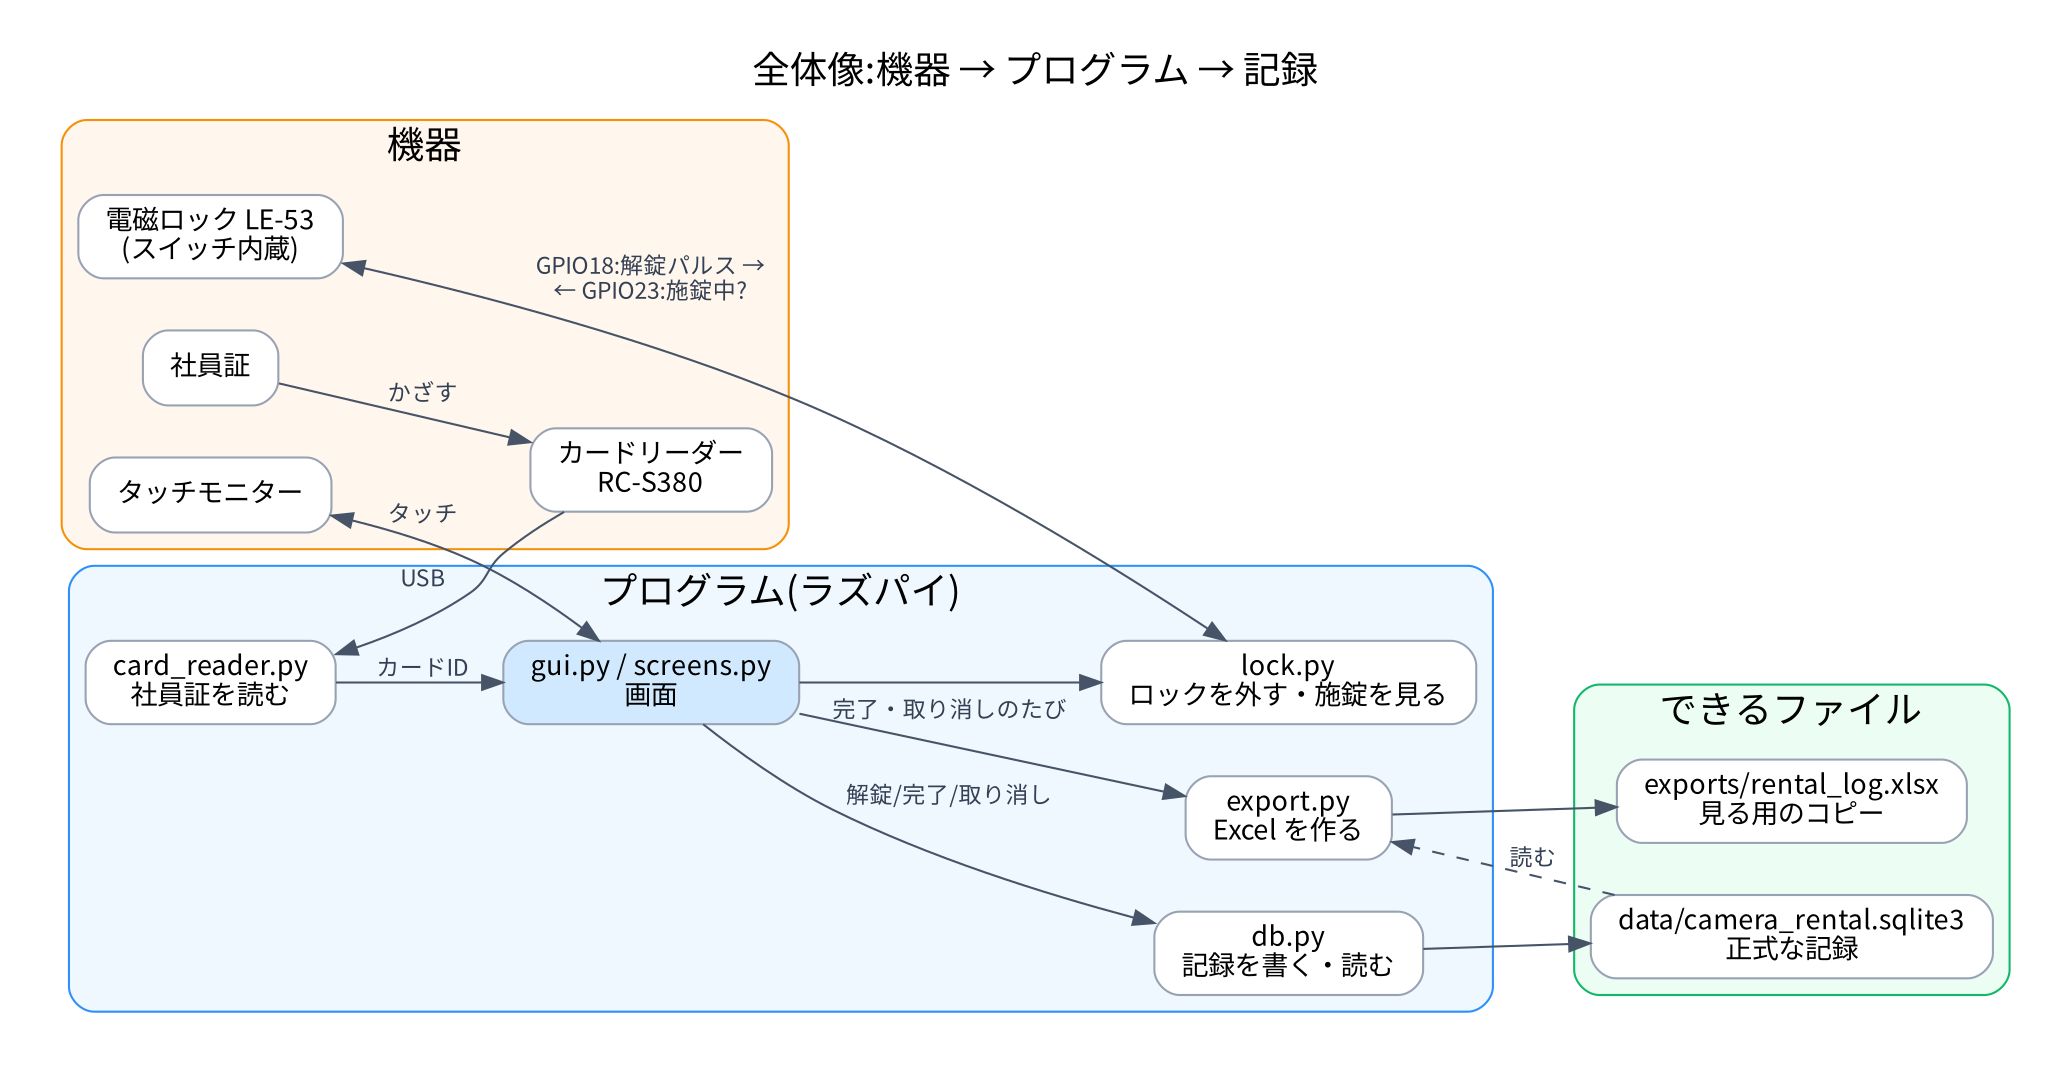 全体像:機器 → プログラム → 記録
機器
電磁ロック LE-53
(スイッチ内蔵)
GPIO18:解錠パルス →
← GPIO23:施錠中?
社員証
かざす
カードリーダー
RC-S380
タッチモニター
タッチ
USB
プログラム(ラズパイ)
card_reader.py
社員証を読む
カードID
gui.py / screens.py
画面
lock.py
ロックを外す・施錠を見る
完了・取り消しのたび
解錠/完了/取り消し
export.py
Excel を作る
db.py
記録を書く・読む
できるファイル
exports/rental_log.xlsx
見る用のコピー
読む
data/camera_rental.sqlite3
正式な記録